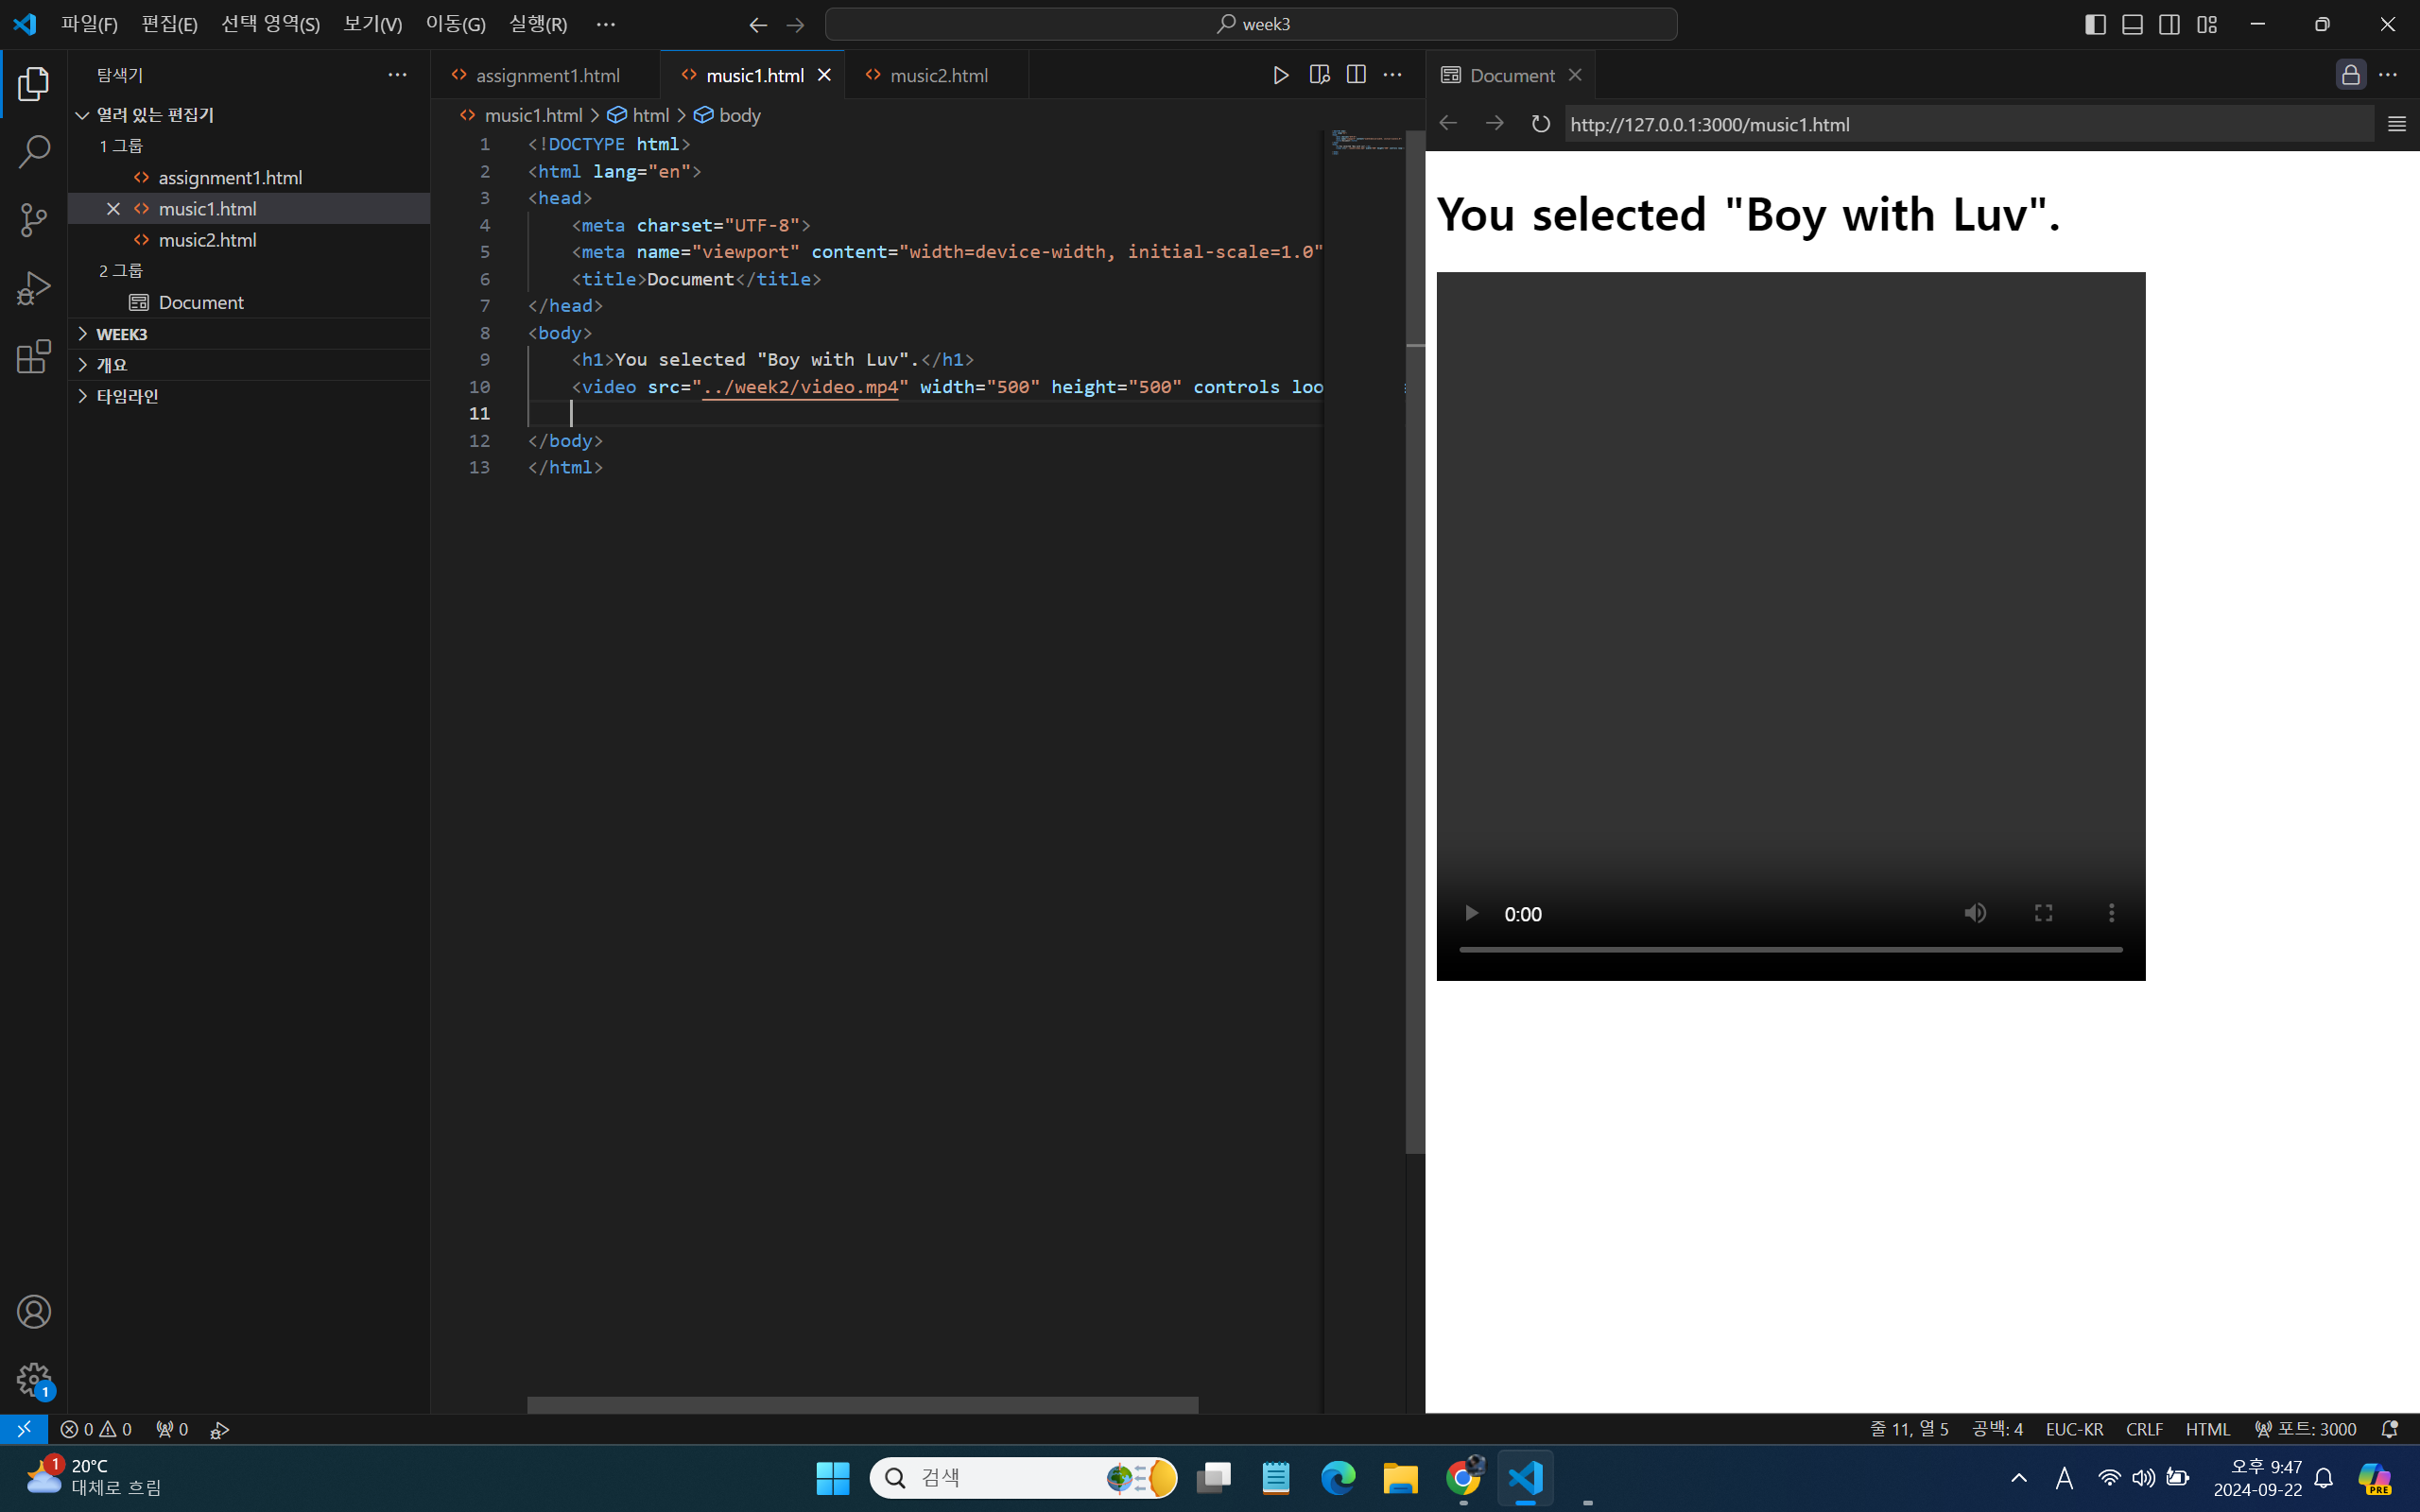 파일(F) 편집(E) 선택 영역(S) 보기(V) 이동(G) 실행(R) ··· week3
탐색기
열려 있는 편집기
1 그룹
assignment1.html
music1.html
music2.html
2 그룹
Document
WEEK3
개요
타임라인
1
assignment1.html music1.html music2.html
music1.html > html > body
1 <!DOCTYPE html>
2 <html lang="en">
3 <head>
4 <meta charset="UTF-8">
5 <meta name="viewport" content="width=device-width, initial-scale=1.0"
6 <title>Document</title>
7 </head>
8 <body>
9 <h1>You selected "Boy with Luv".</h1>
10 <video src="../week2/video.mp4" width="500" height="500" controls loo
11
12 </body>
13 </html>
Document
http://127.0.0.1:3000/music1.html
You selected "Boy with Luv".
0:00
0 0 0 줄 11, 열 5 공백: 4 EUC-KR CRLF HTML 포트: 3000
1 20°C
대체로 흐림
검색
A
오후 9:47
2024-09-22
PRE